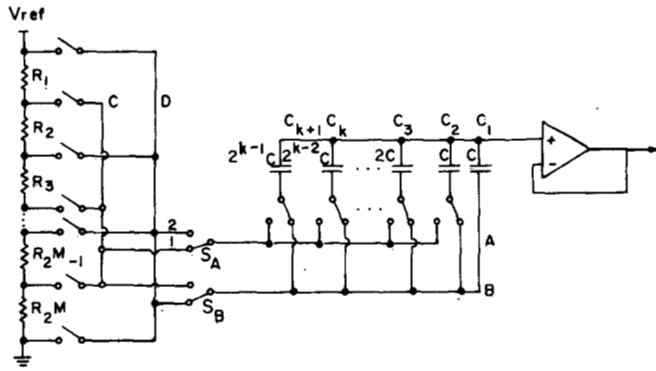 Vref
R1
C
D
R2
R3
R2M-1
R2M
2
1
SA
SB
Ck+1 Ck C3 C2 C1
2k-1C 2k-2C ... 2C C C
...
A
B
+
-